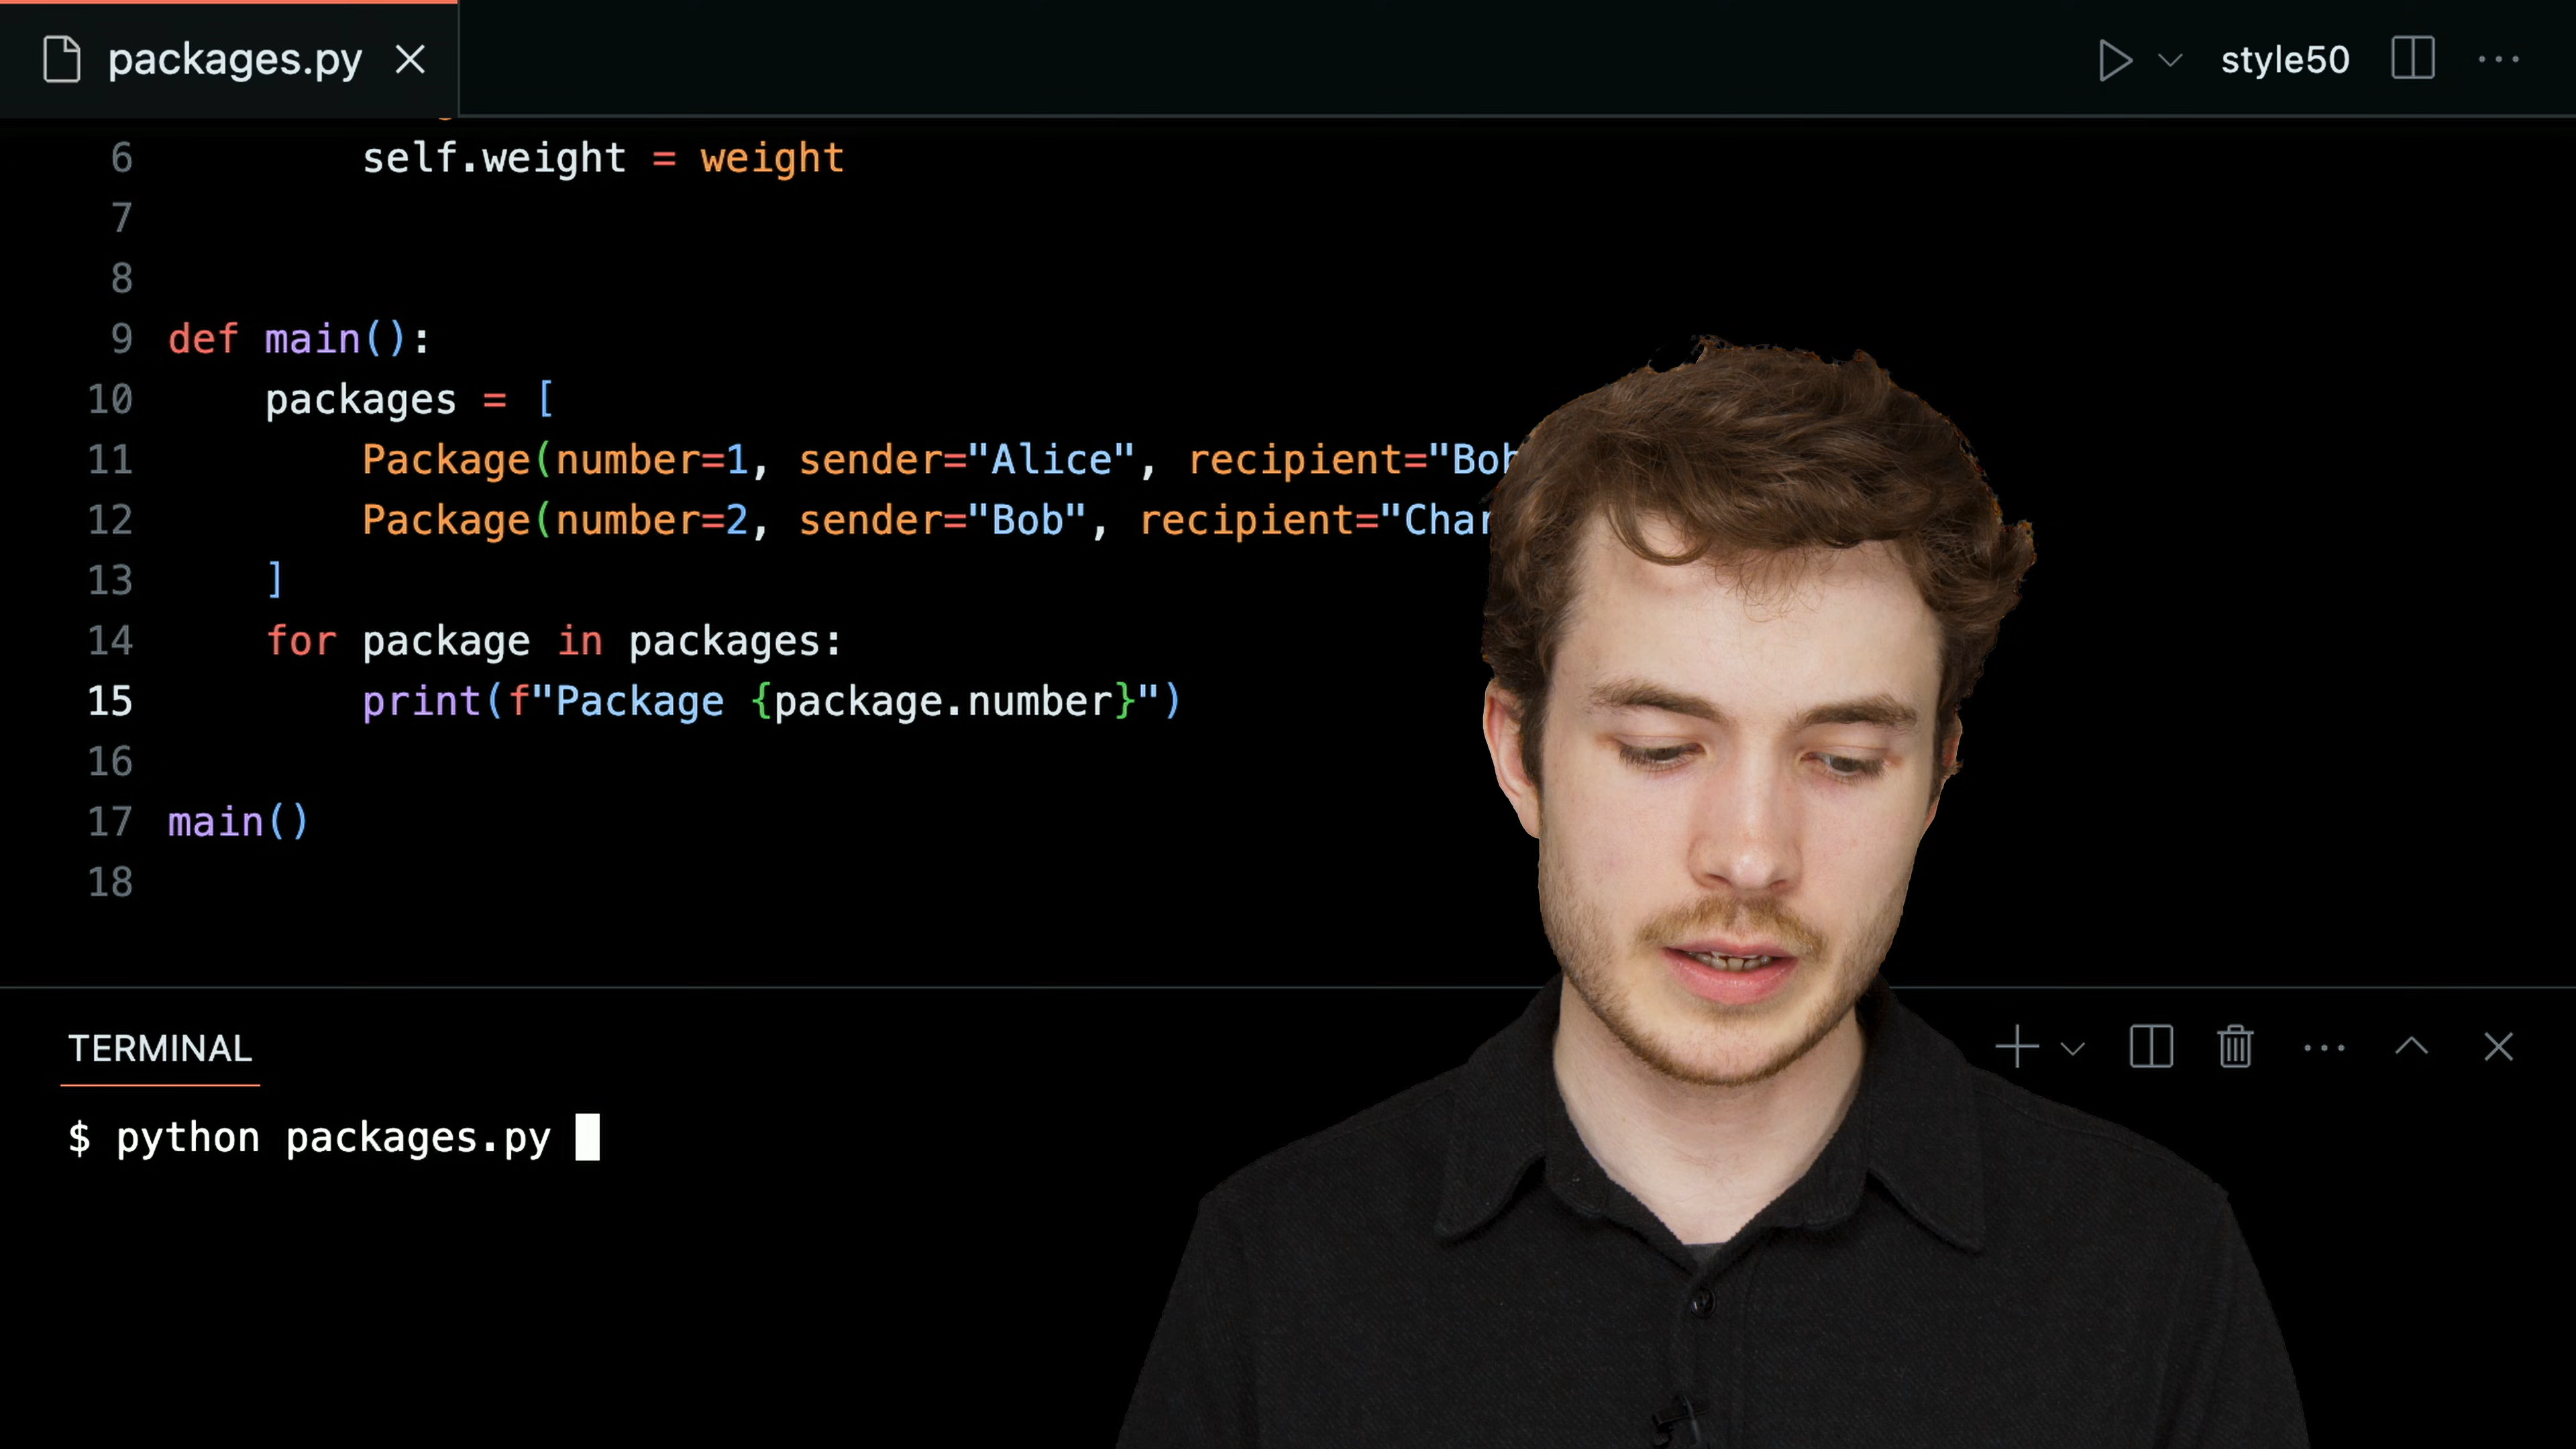 packages.py
style50
6 self.weight = weight
7
8
9 def main():
10 packages = [
11 Package(number=1, sender="Alice", recipient="Bob
12 Package(number=2, sender="Bob", recipient="Char
13 ]
14 for package in packages:
15 print(f"Package {package.number}")
16
17 main()
18
TERMINAL
$ python packages.py